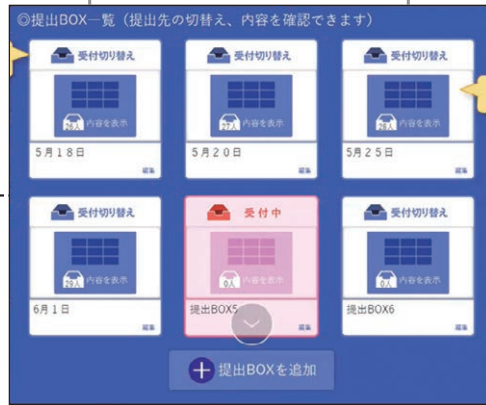 ◎提出BOX一覧（提出先の切替え、内容を確認できます）
受付切り替え
受付切り替え
受付切り替え
内容を表示
内容を表示
内容を表示
5月18日
5月20日
5月25日
編集
編集
編集
受付切り替え
受付中
受付切り替え
29人 内容を表示
0人 内容を表示
0人 内容を表示
6月1日
提出BOX5
提出BOX6
編集
編集
編集
提出BOXを追加